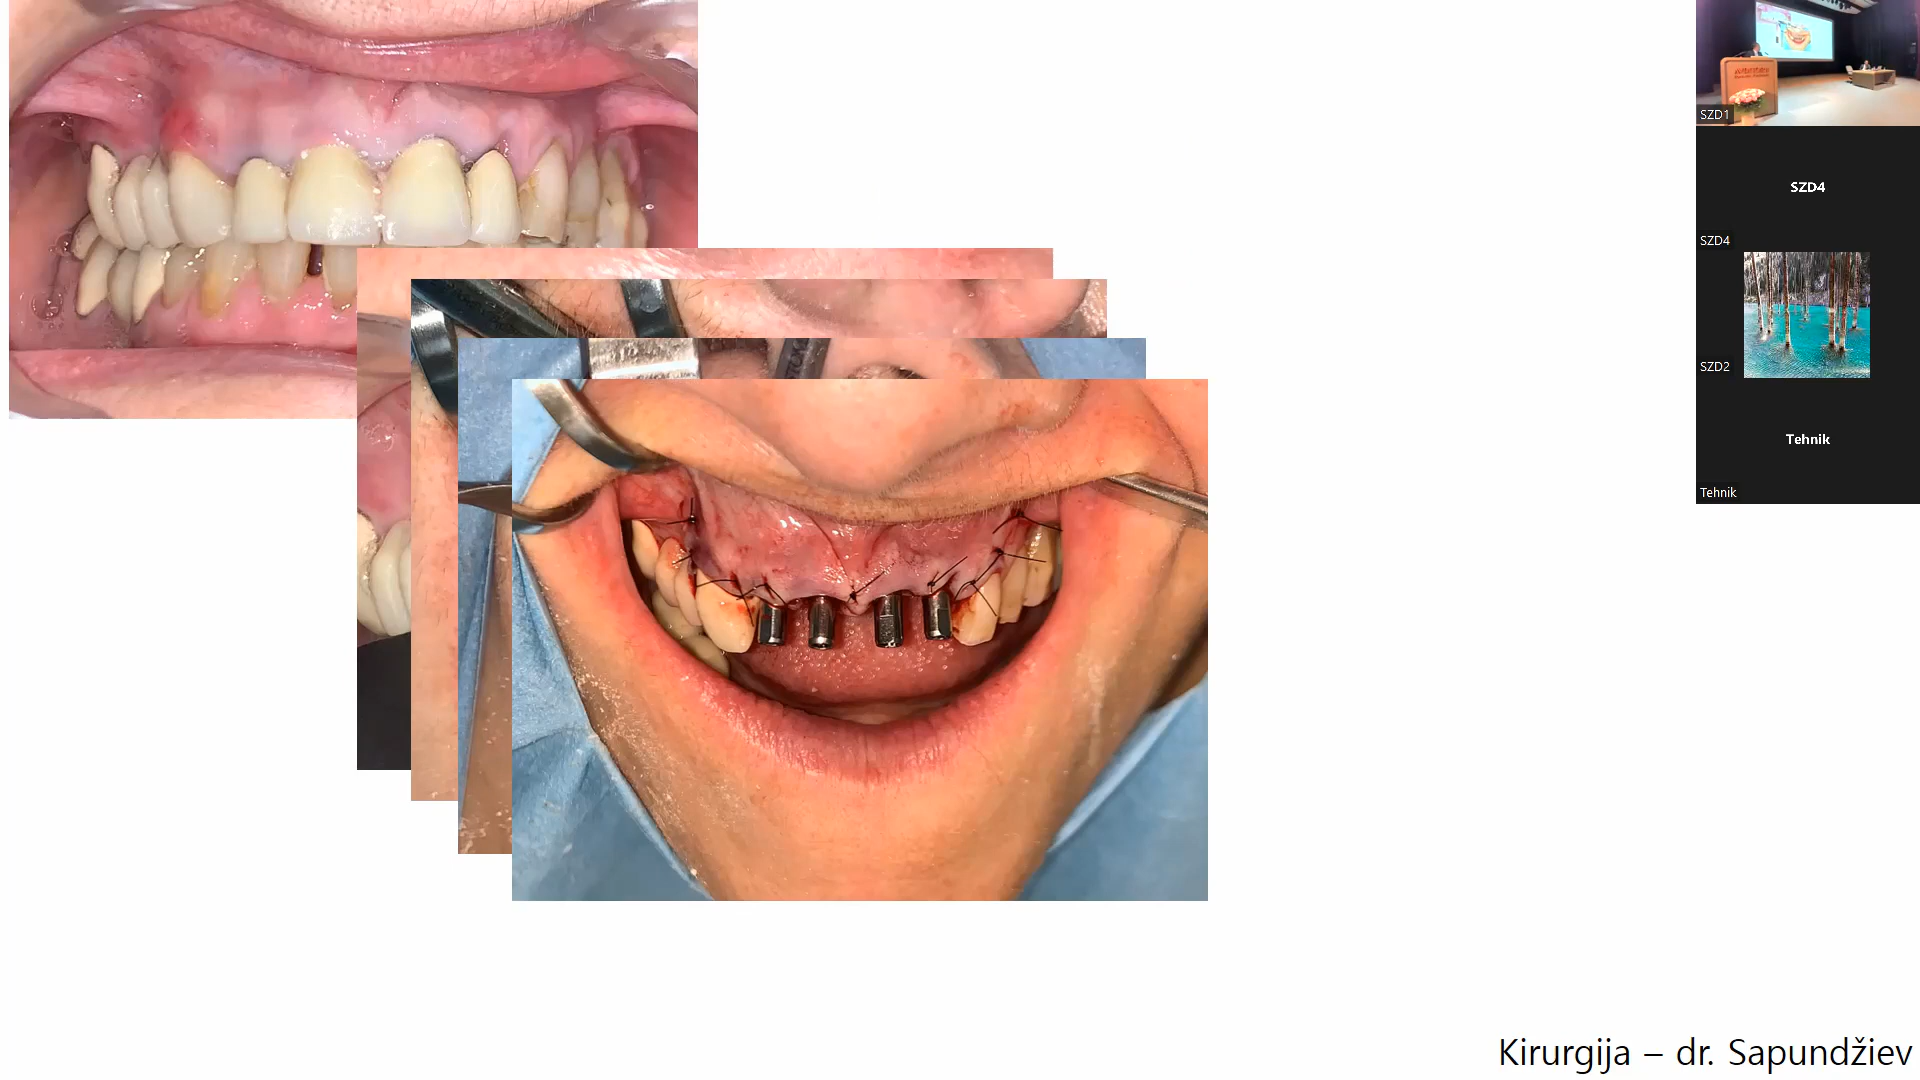 SZD1
SZD4
SZD4
SZD2
Tehnik
Tehnik
Kirurgija – dr. Sapundžiev